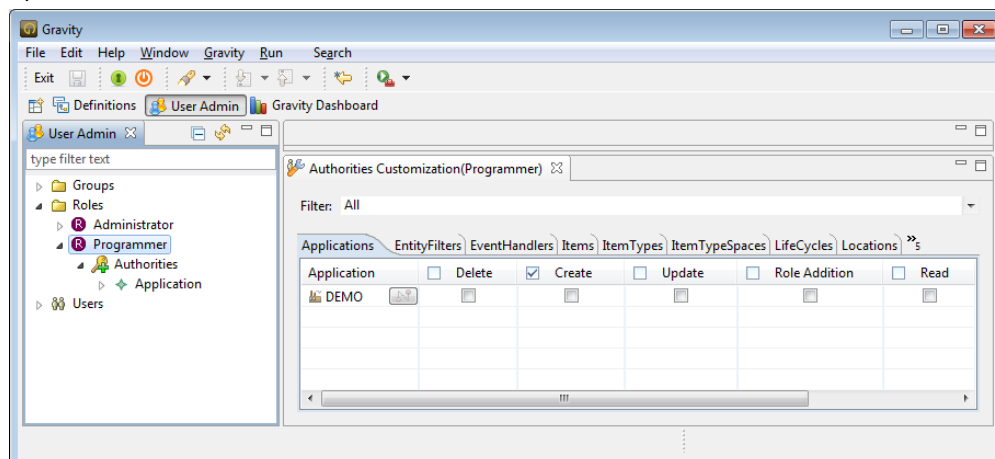 Gravity
File Edit Help Window Gravity Run Search
Exit
Definitions User Admin Gravity Dashboard
User Admin
type filter text
Groups
Roles
R Administrator
R Programmer
Authorities
Application
Users
Authorities Customization(Programmer)
Filter: All
Applications EntityFilters EventHandlers Items ItemTypes ItemTypeSpaces LifeCycles Locations »5
Application Delete Create Update Role Addition Read
DEMO